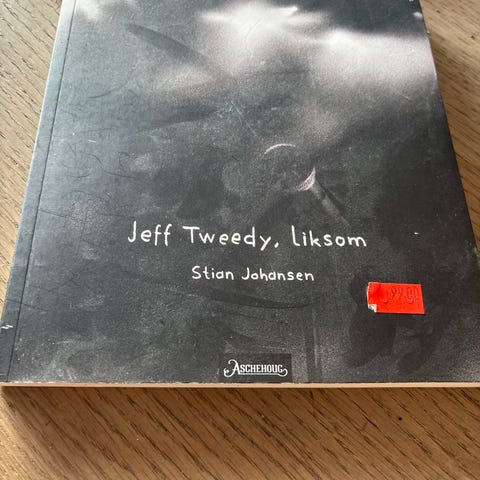 Jeff Tweedy, liksom
Stian Johansen
ASCHEHOUG